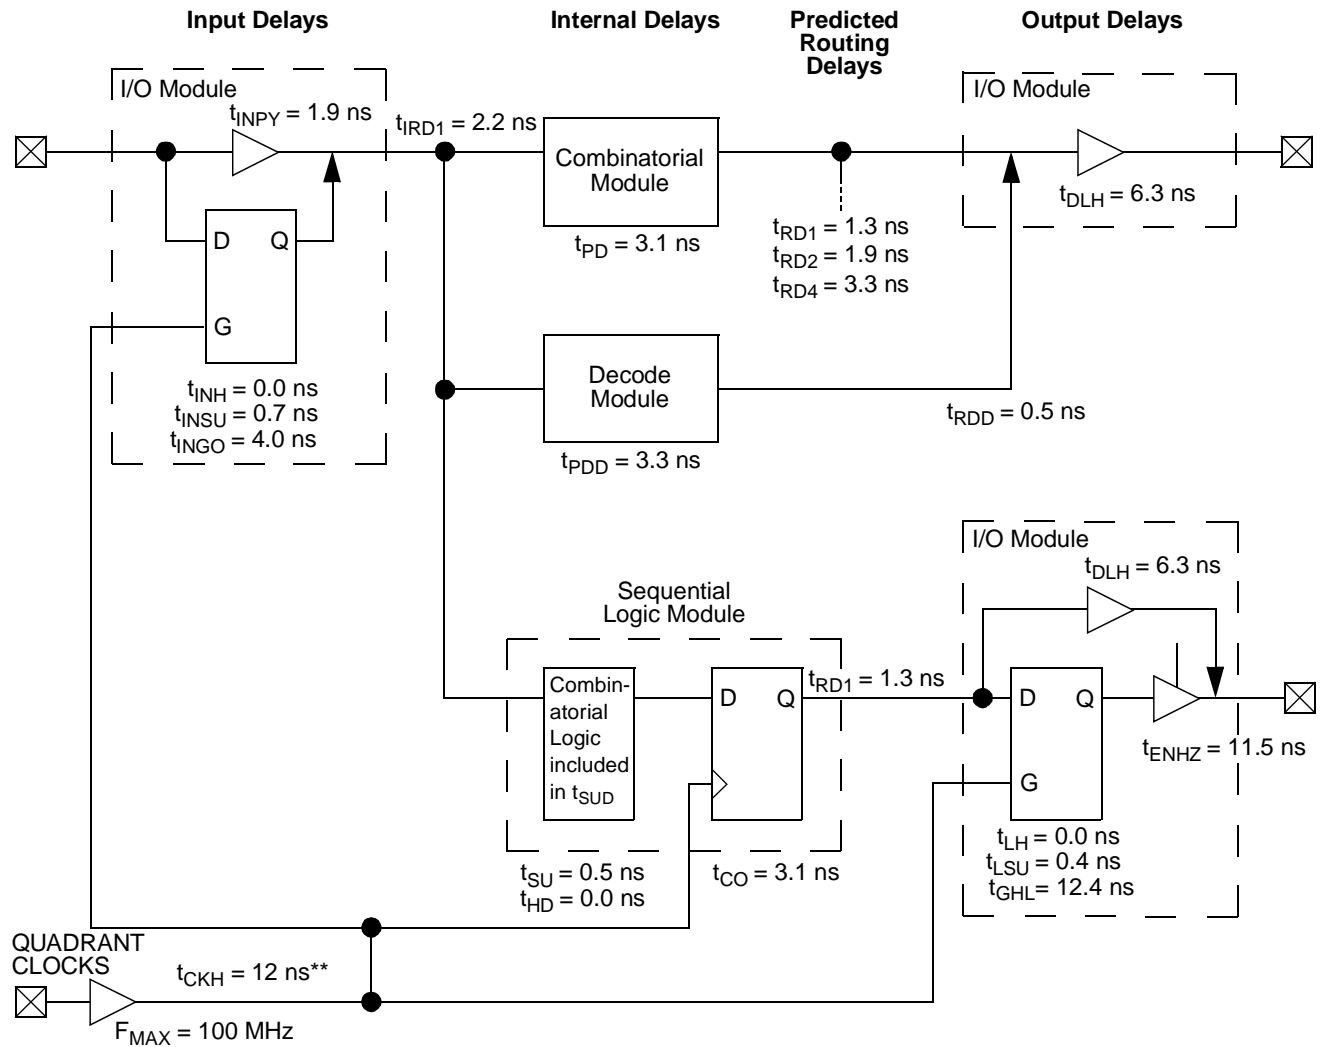 Input Delays
Internal Delays
Predicted
Routing
Delays
Output Delays
I/O Module
tINPY = 1.9 ns
tIRD1 = 2.2 ns
Combinatorial
Module
tPD = 3.1 ns
tRD1 = 1.3 ns
tRD2 = 1.9 ns
tRD4 = 3.3 ns
I/O Module
tDLH = 6.3 ns
D
Q
G
tINH = 0.0 ns
tINSU = 0.7 ns
tINGO = 4.0 ns
Decode
Module
tPDD = 3.3 ns
tRDD = 0.5 ns
I/O Module
tDLH = 6.3 ns
Sequential
Logic Module
Combin-
atorial
Logic
included
in tSUD
D
Q
tRD1 = 1.3 ns
D
Q
G
tENHZ = 11.5 ns
tSU = 0.5 ns
tHD = 0.0 ns
tCO = 3.1 ns
tLH = 0.0 ns
tLSU = 0.4 ns
tGHL= 12.4 ns
QUADRANT
CLOCKS
tCKH = 12 ns**
FMAX = 100 MHz